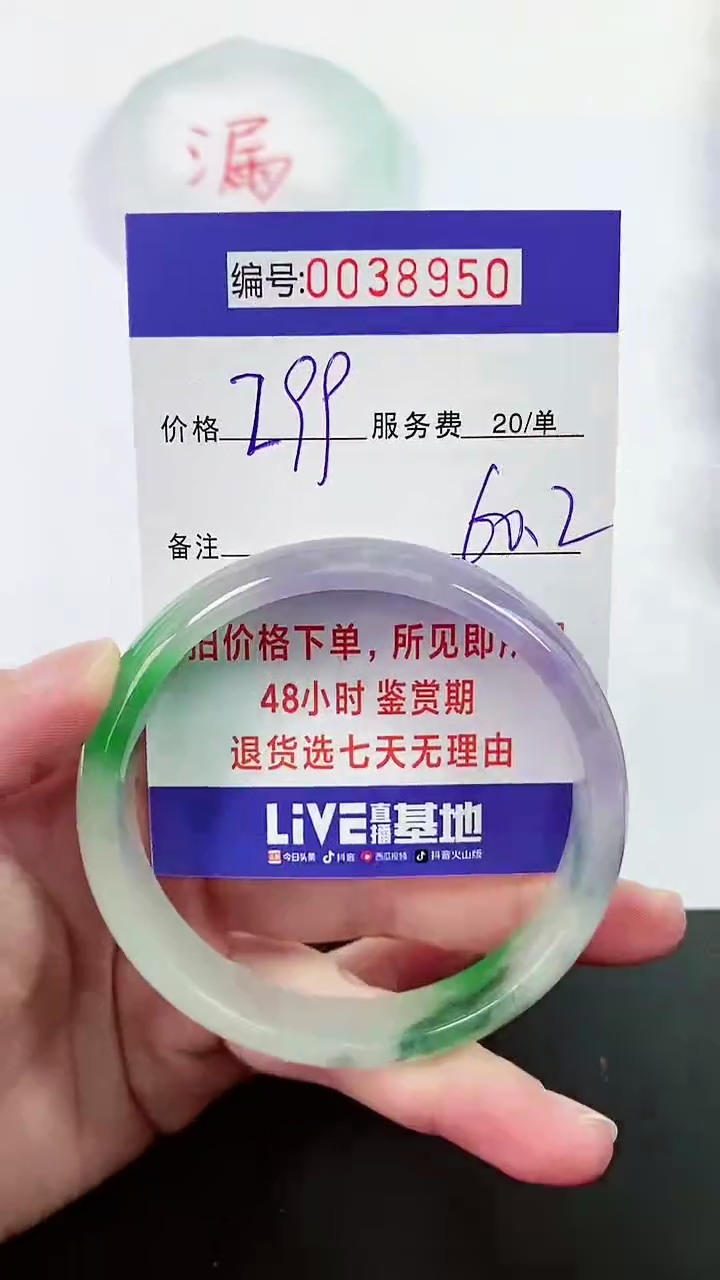 漏
编号:0038950
价格 299 服务费 20/单
备注 60.2
拍价格下单，所见即所
48小时 鉴赏期
退货选七天无理由
LiVE直播基地
今日头条 抖音 西瓜视频 抖音火山版